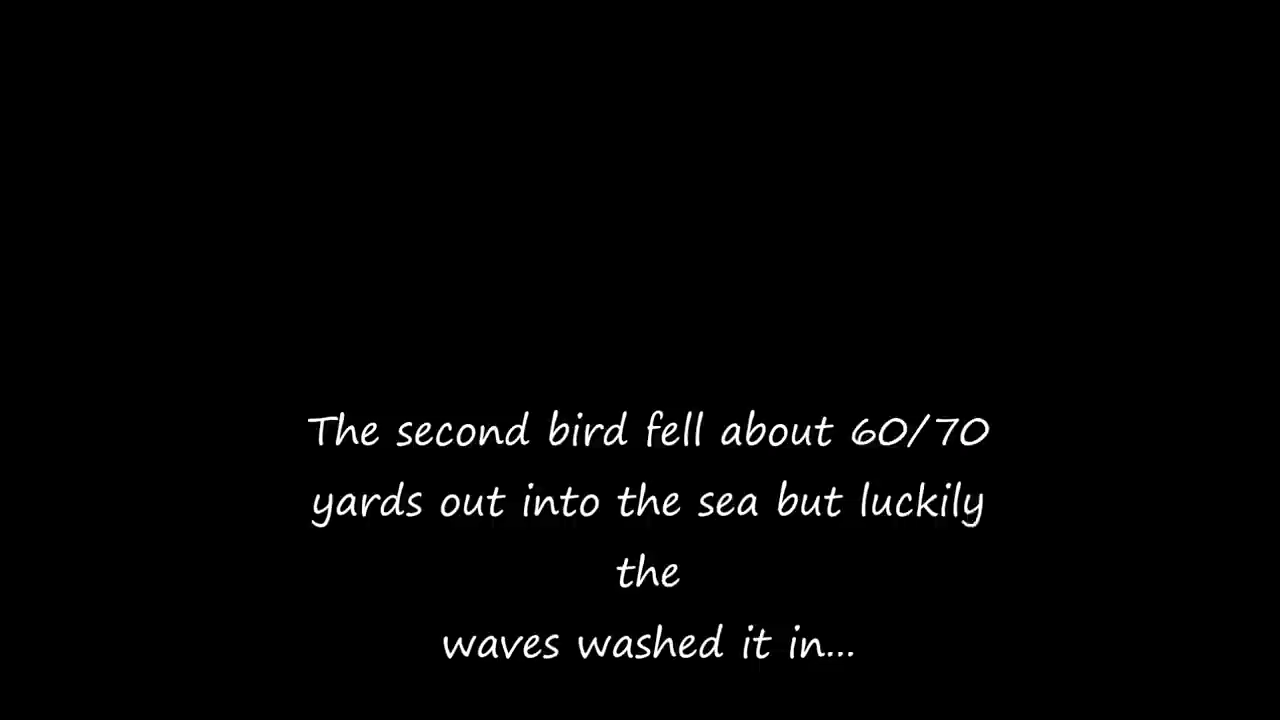 The second bird fell about 60/70
yards out into the sea but luckily
the
waves washed it in...